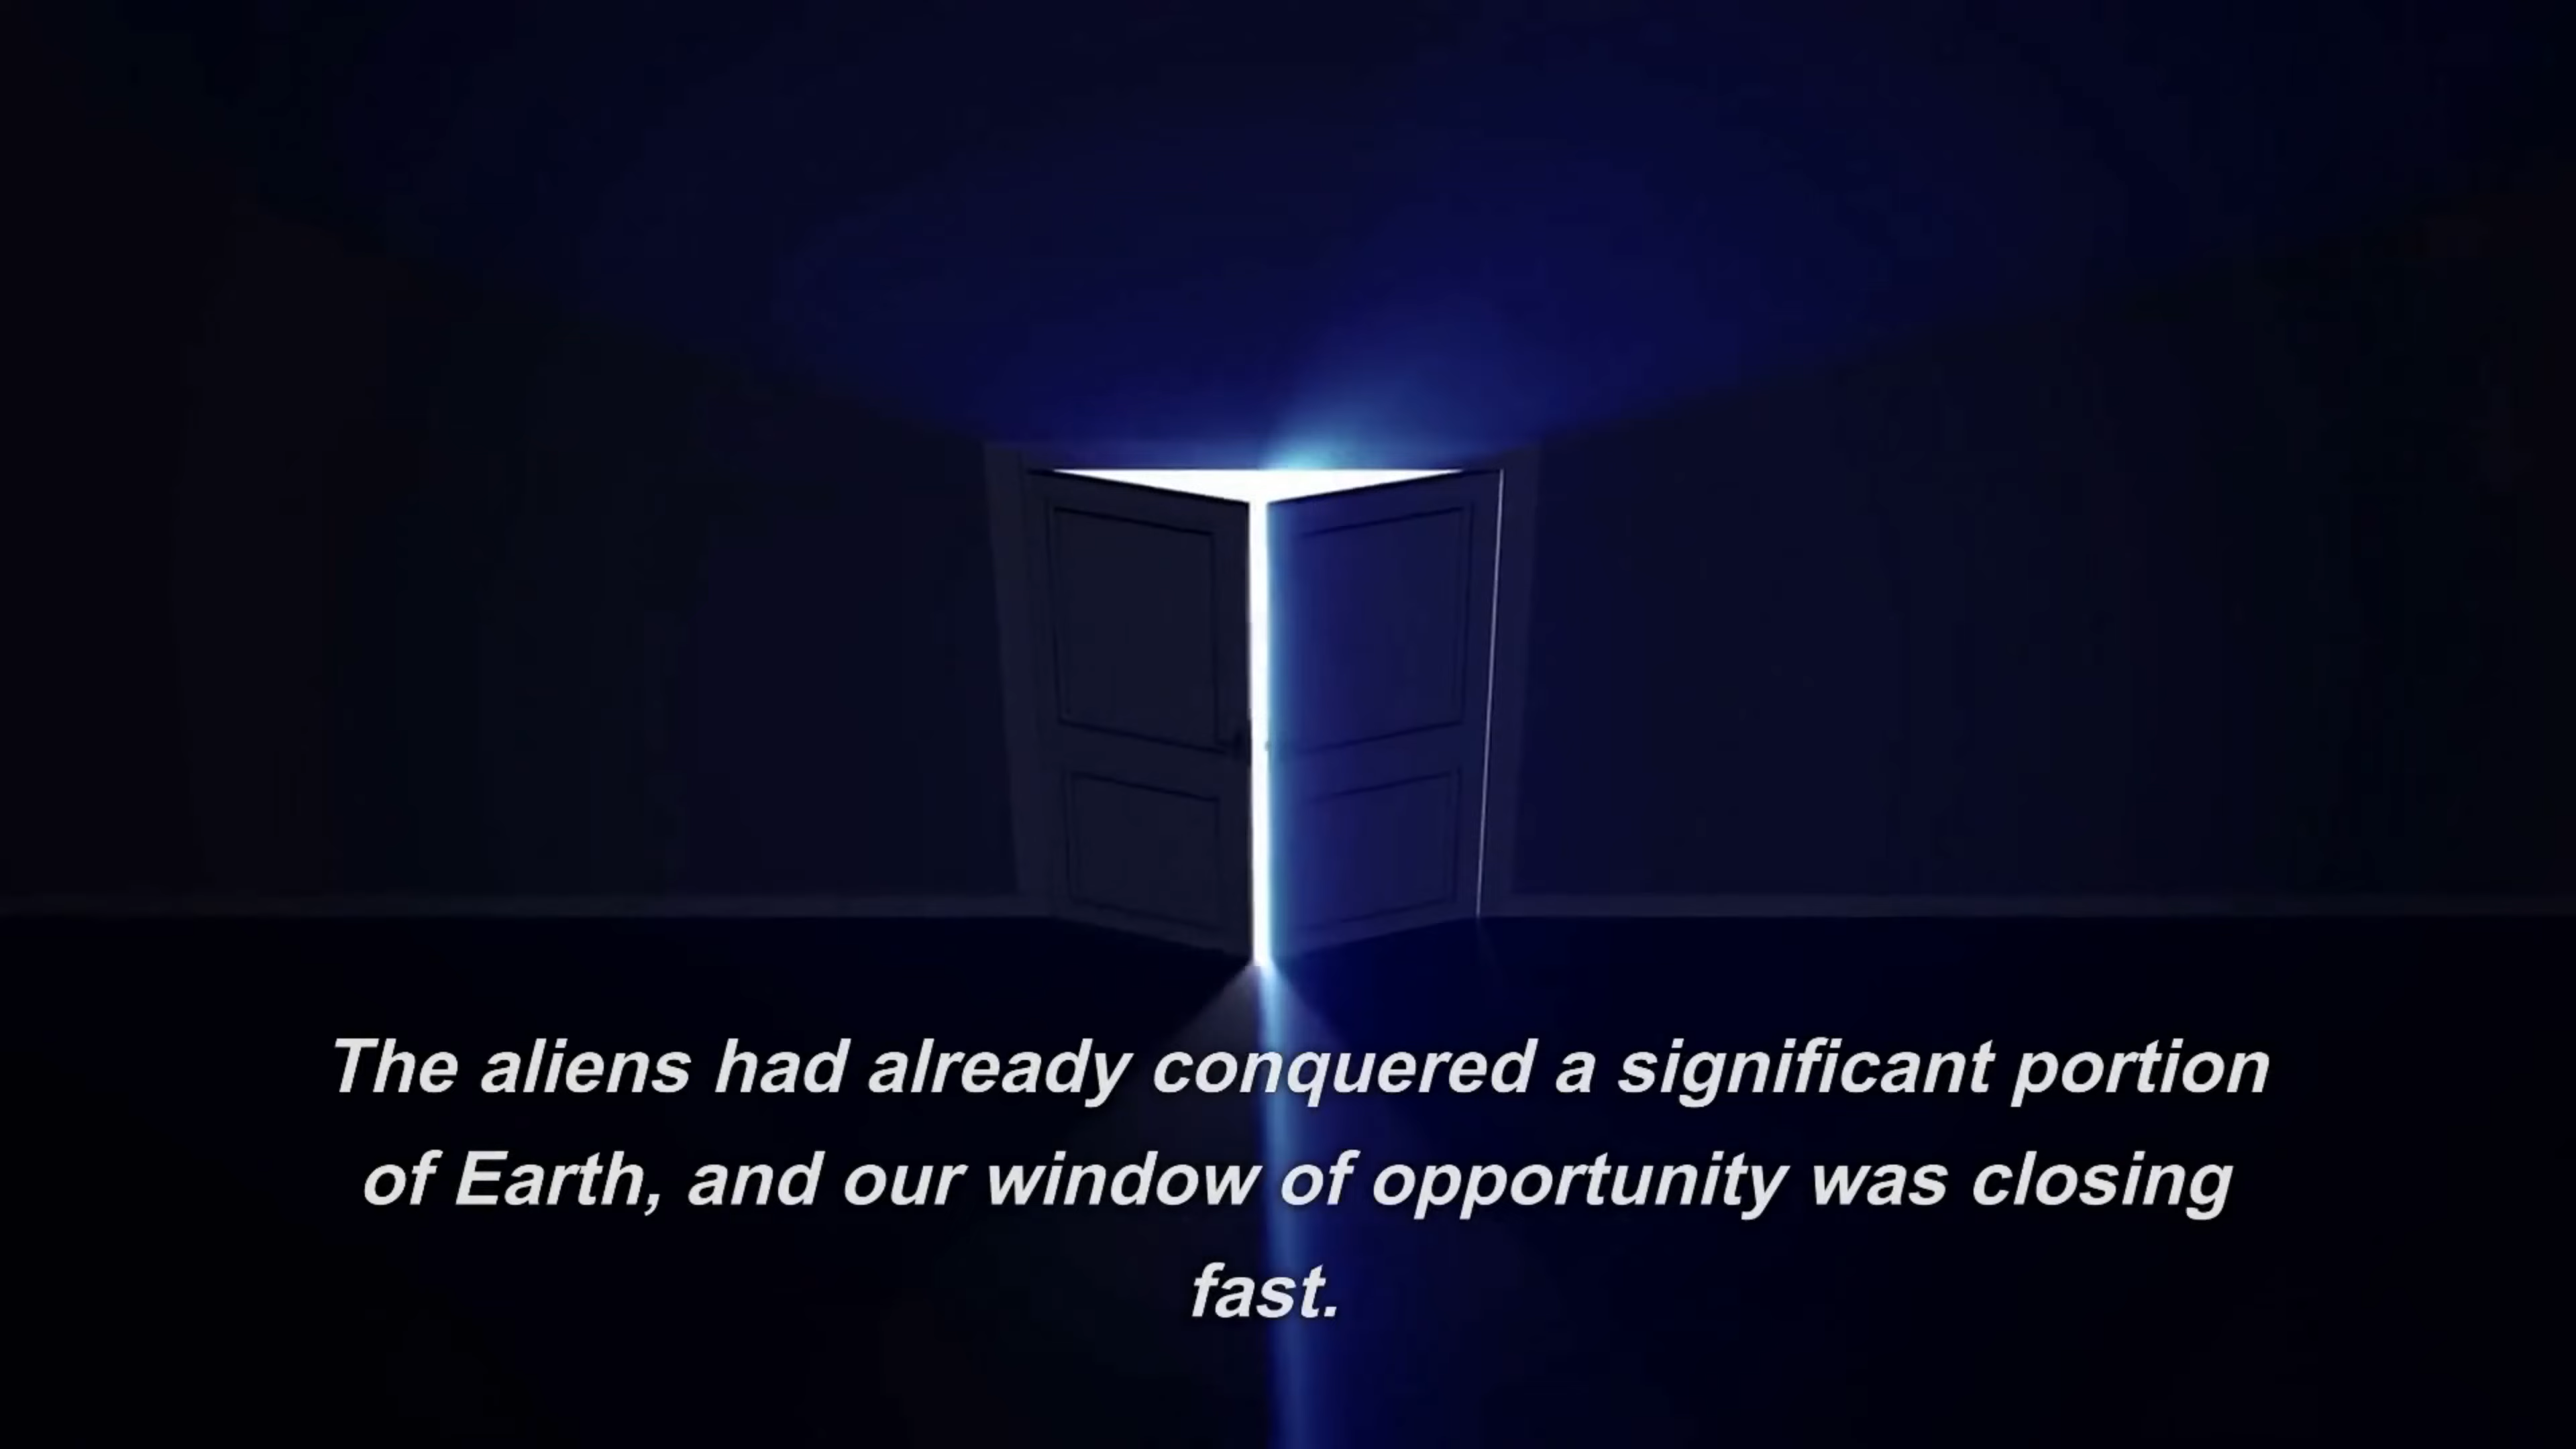 The aliens had already conquered a significant portion
of Earth, and our window of opportunity was closing
fast.